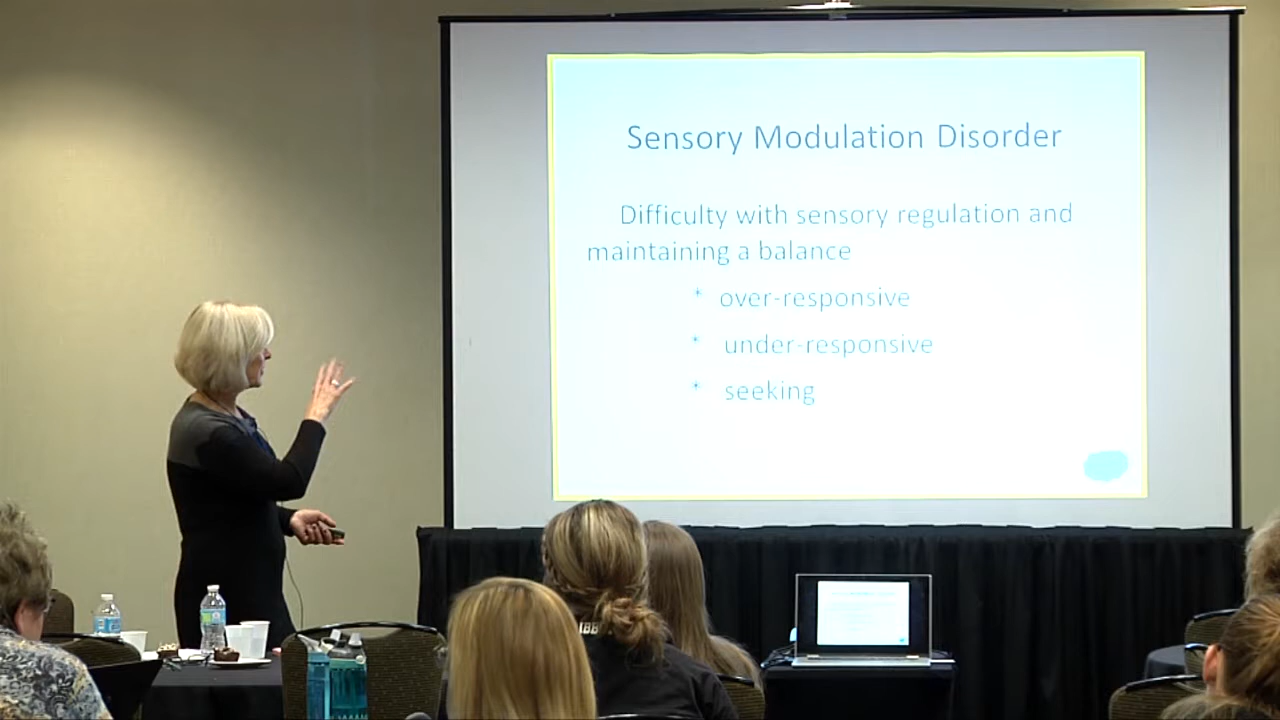 Sensory Modulation Disorder
Difficulty with sensory regulation and
maintaining a balance
* over-responsive
* under-responsive
* seeking